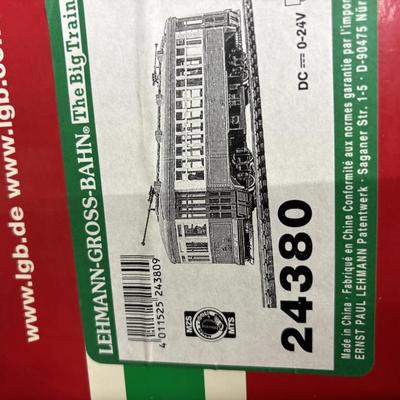 www.lgb.de www.lgb.com
LEHMANN-GROSS-BAHN® The Big Train
DC 0-24V
4 011525 243809
MZS
MTS
24380
Made in China · Fabriqué en Chine Conformité aux normes garantie par l'impo
ERNST PAUL LEHMANN Patentwerk · Saganer Str. 1-5 · D-90475 Nür